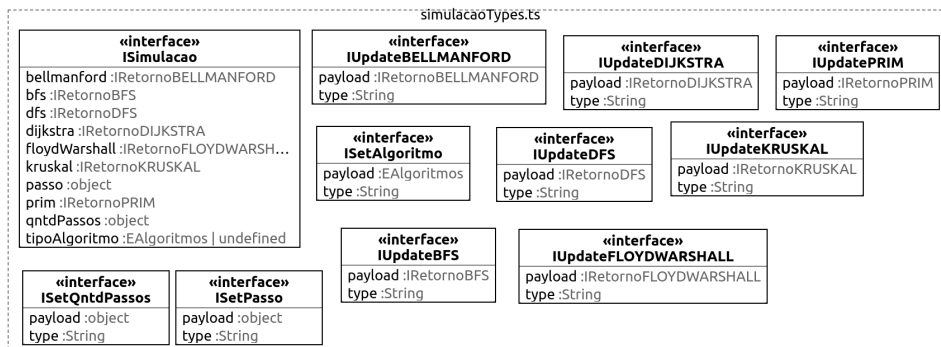 simulacaoTypes.ts
«interface»
ISimulacao
bellmanford :IRetornoBELLMANFORD
bfs :IRetornoBFS
dfs :IRetornoDFS
dijkstra :IRetornoDIJKSTRA
floydWarshall :IRetornoFLOYDWARSH...
kruskal :IRetornoKRUSKAL
passo :object
prim :IRetornoPRIM
qntdPassos :object
tipoAlgoritmo :EAlgoritmos | undefined
«interface»
IUpdateBELLMANFORD
payload :IRetornoBELLMANFORD
type :String
«interface»
IUpdateDIJKSTRA
payload :IRetornoDIJKSTRA
type :String
«interface»
IUpdatePRIM
payload :IRetornoPRIM
type :String
«interface»
ISetAlgoritmo
payload :EAlgoritmos
type :String
«interface»
IUpdateDFS
payload :IRetornoDFS
type :String
«interface»
IUpdateKRUSKAL
payload :IRetornoKRUSKAL
type :String
«interface»
IUpdateBFS
payload :IRetornoBFS
type :String
«interface»
IUpdateFLOYDWARSHALL
payload :IRetornoFLOYDWARSHALL
type :String
«interface»
ISetQntdPassos
payload :object
type :String
«interface»
ISetPasso
payload :object
type :String